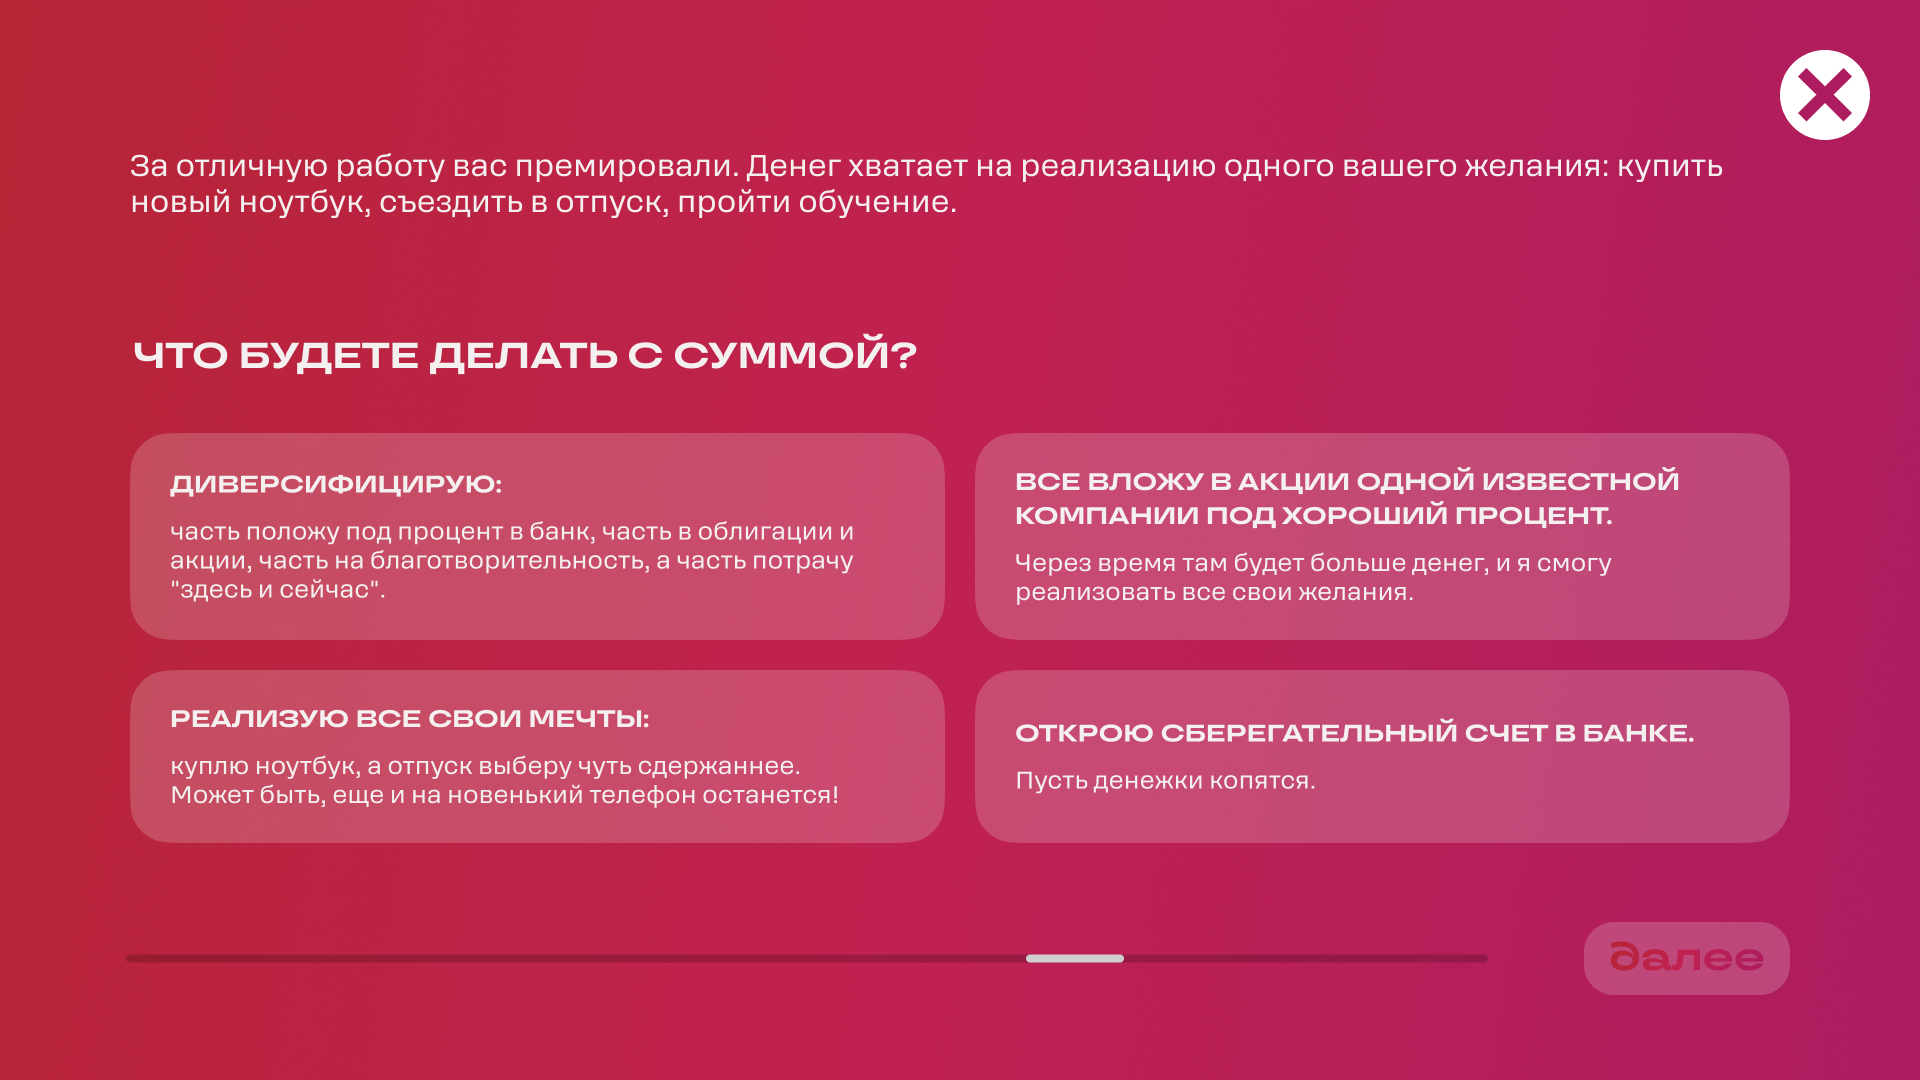 За отличную работу вас премировали. Денег хватает на реализацию одного вашего желания: купить
новый ноутбук, съездить в отпуск, пройти обучение.
ЧТО БУДЕТЕ ДЕЛАТЬ С СУММОЙ?
ДИВЕРСИФИЦИРУЮ:
часть положу под процент в банк, часть в облигации и
акции, часть на благотворительность, а часть потрачу
"здесь и сейчас".
ВСЕ ВЛОЖУ В АКЦИИ ОДНОЙ ИЗВЕСТНОЙ
КОМПАНИИ ПОД ХОРОШИЙ ПРОЦЕНТ.
Через время там будет больше денег, и я смогу
реализовать все свои желания.
РЕАЛИЗУЮ ВСЕ СВОИ МЕЧТЫ:
куплю ноутбук, а отпуск выберу чуть сдержаннее.
Может быть, еще и на новенький телефон останется!
ОТКРОЮ СБЕРЕГАТЕЛЬНЫЙ СЧЕТ В БАНКЕ.
Пусть денежки копятся.
далее